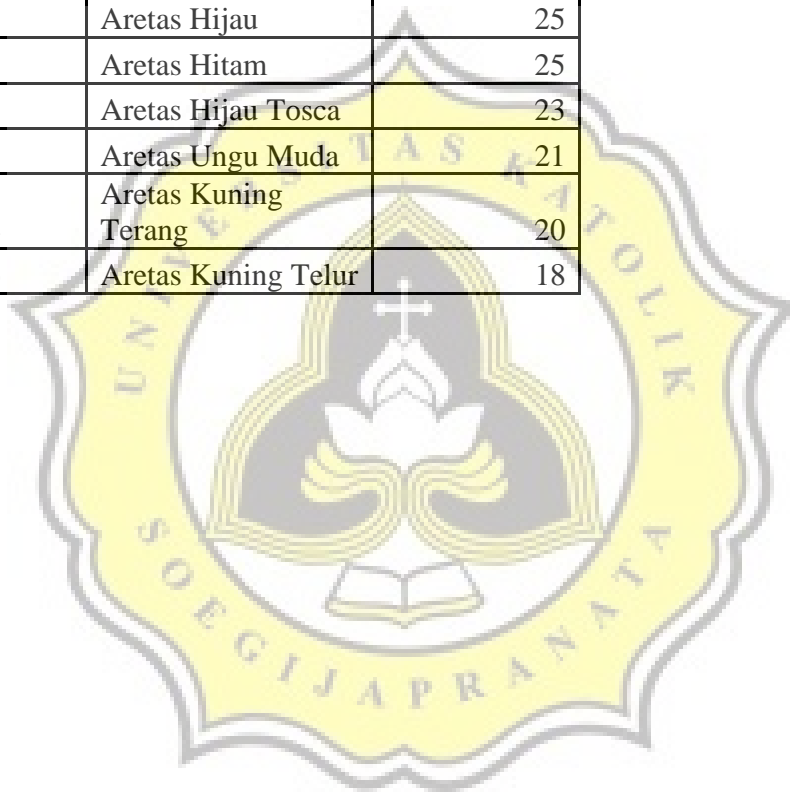 Aretas Hijau 25
Aretas Hitam 25
Aretas Hijau Tosca 23
Aretas Ungu Muda 21
Aretas Kuning
Terang 20
Aretas Kuning Telur 18
UNIVERSITAS KATOLIK
SOEGIJAPRANATA